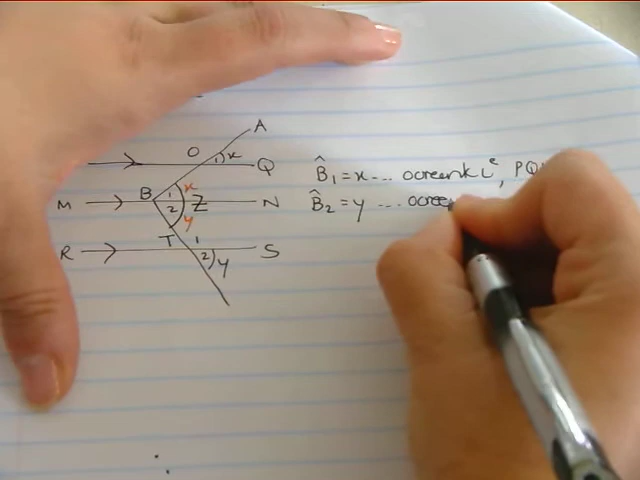 A
O 1 x
Q
B̂₁ = x ... ooreenk ∠ᵉ, PQ
B 1 x
M 2 Z N
B̂₂ = y ... ooree
y
T 1
R 2 y S